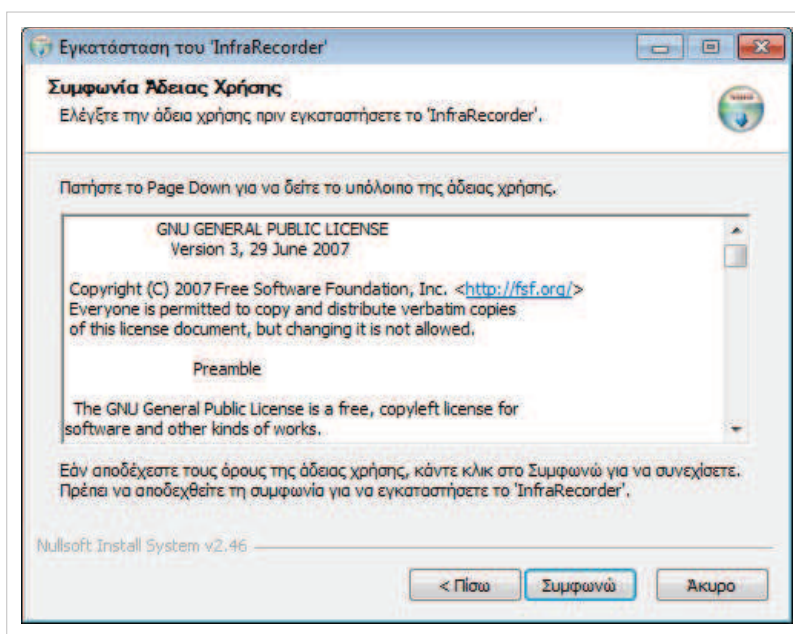 Εγκατάσταση του 'InfraRecorder'
Συμφωνία Άδειας Χρήσης
Ελέγξτε την άδεια χρήσης πριν εγκαταστήσετε το 'InfraRecorder'.
Πατήστε το Page Down για να δείτε το υπόλοιπο της άδειας χρήσης.
GNU GENERAL PUBLIC LICENSE
Version 3, 29 June 2007
Copyright (C) 2007 Free Software Foundation, Inc. <http://fsf.org/>
Everyone is permitted to copy and distribute verbatim copies
of this license document, but changing it is not allowed.
Preamble
The GNU General Public License is a free, copyleft license for
software and other kinds of works.
Εάν αποδέχεστε τους όρους της άδειας χρήσης, κάντε κλικ στο Συμφωνώ για να συνεχίσετε.
Πρέπει να αποδεχθείτε τη συμφωνία για να εγκαταστήσετε το 'InfraRecorder'.
Nullsoft Install System v2.46
< Πίσω Συμφωνώ Άκυρο